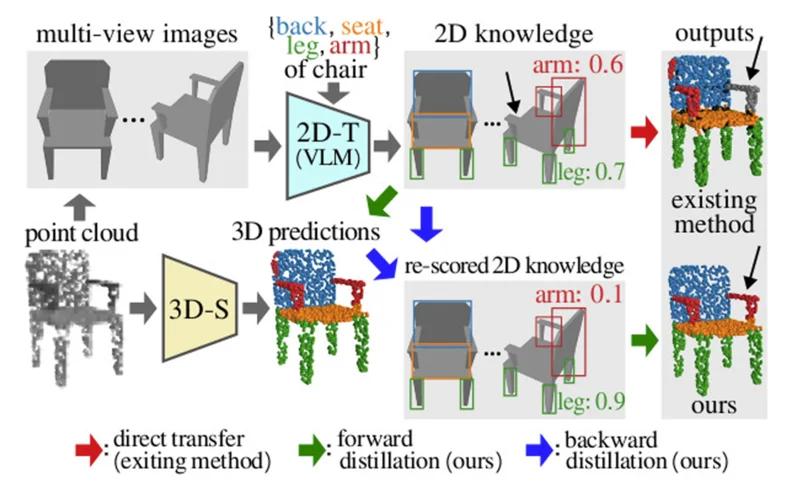 multi-view images
{back, seat,
leg, arm}
of chair
2D knowledge
outputs
arm: 0.6
...
2D-T
(VLM)
...
leg: 0.7
existing
method
point cloud
3D predictions
re-scored 2D knowledge
3D-S
arm: 0.1
...
leg: 0.9
ours
: direct transfer
(exiting method)
: forward
distillation (ours)
: backward
distillation (ours)